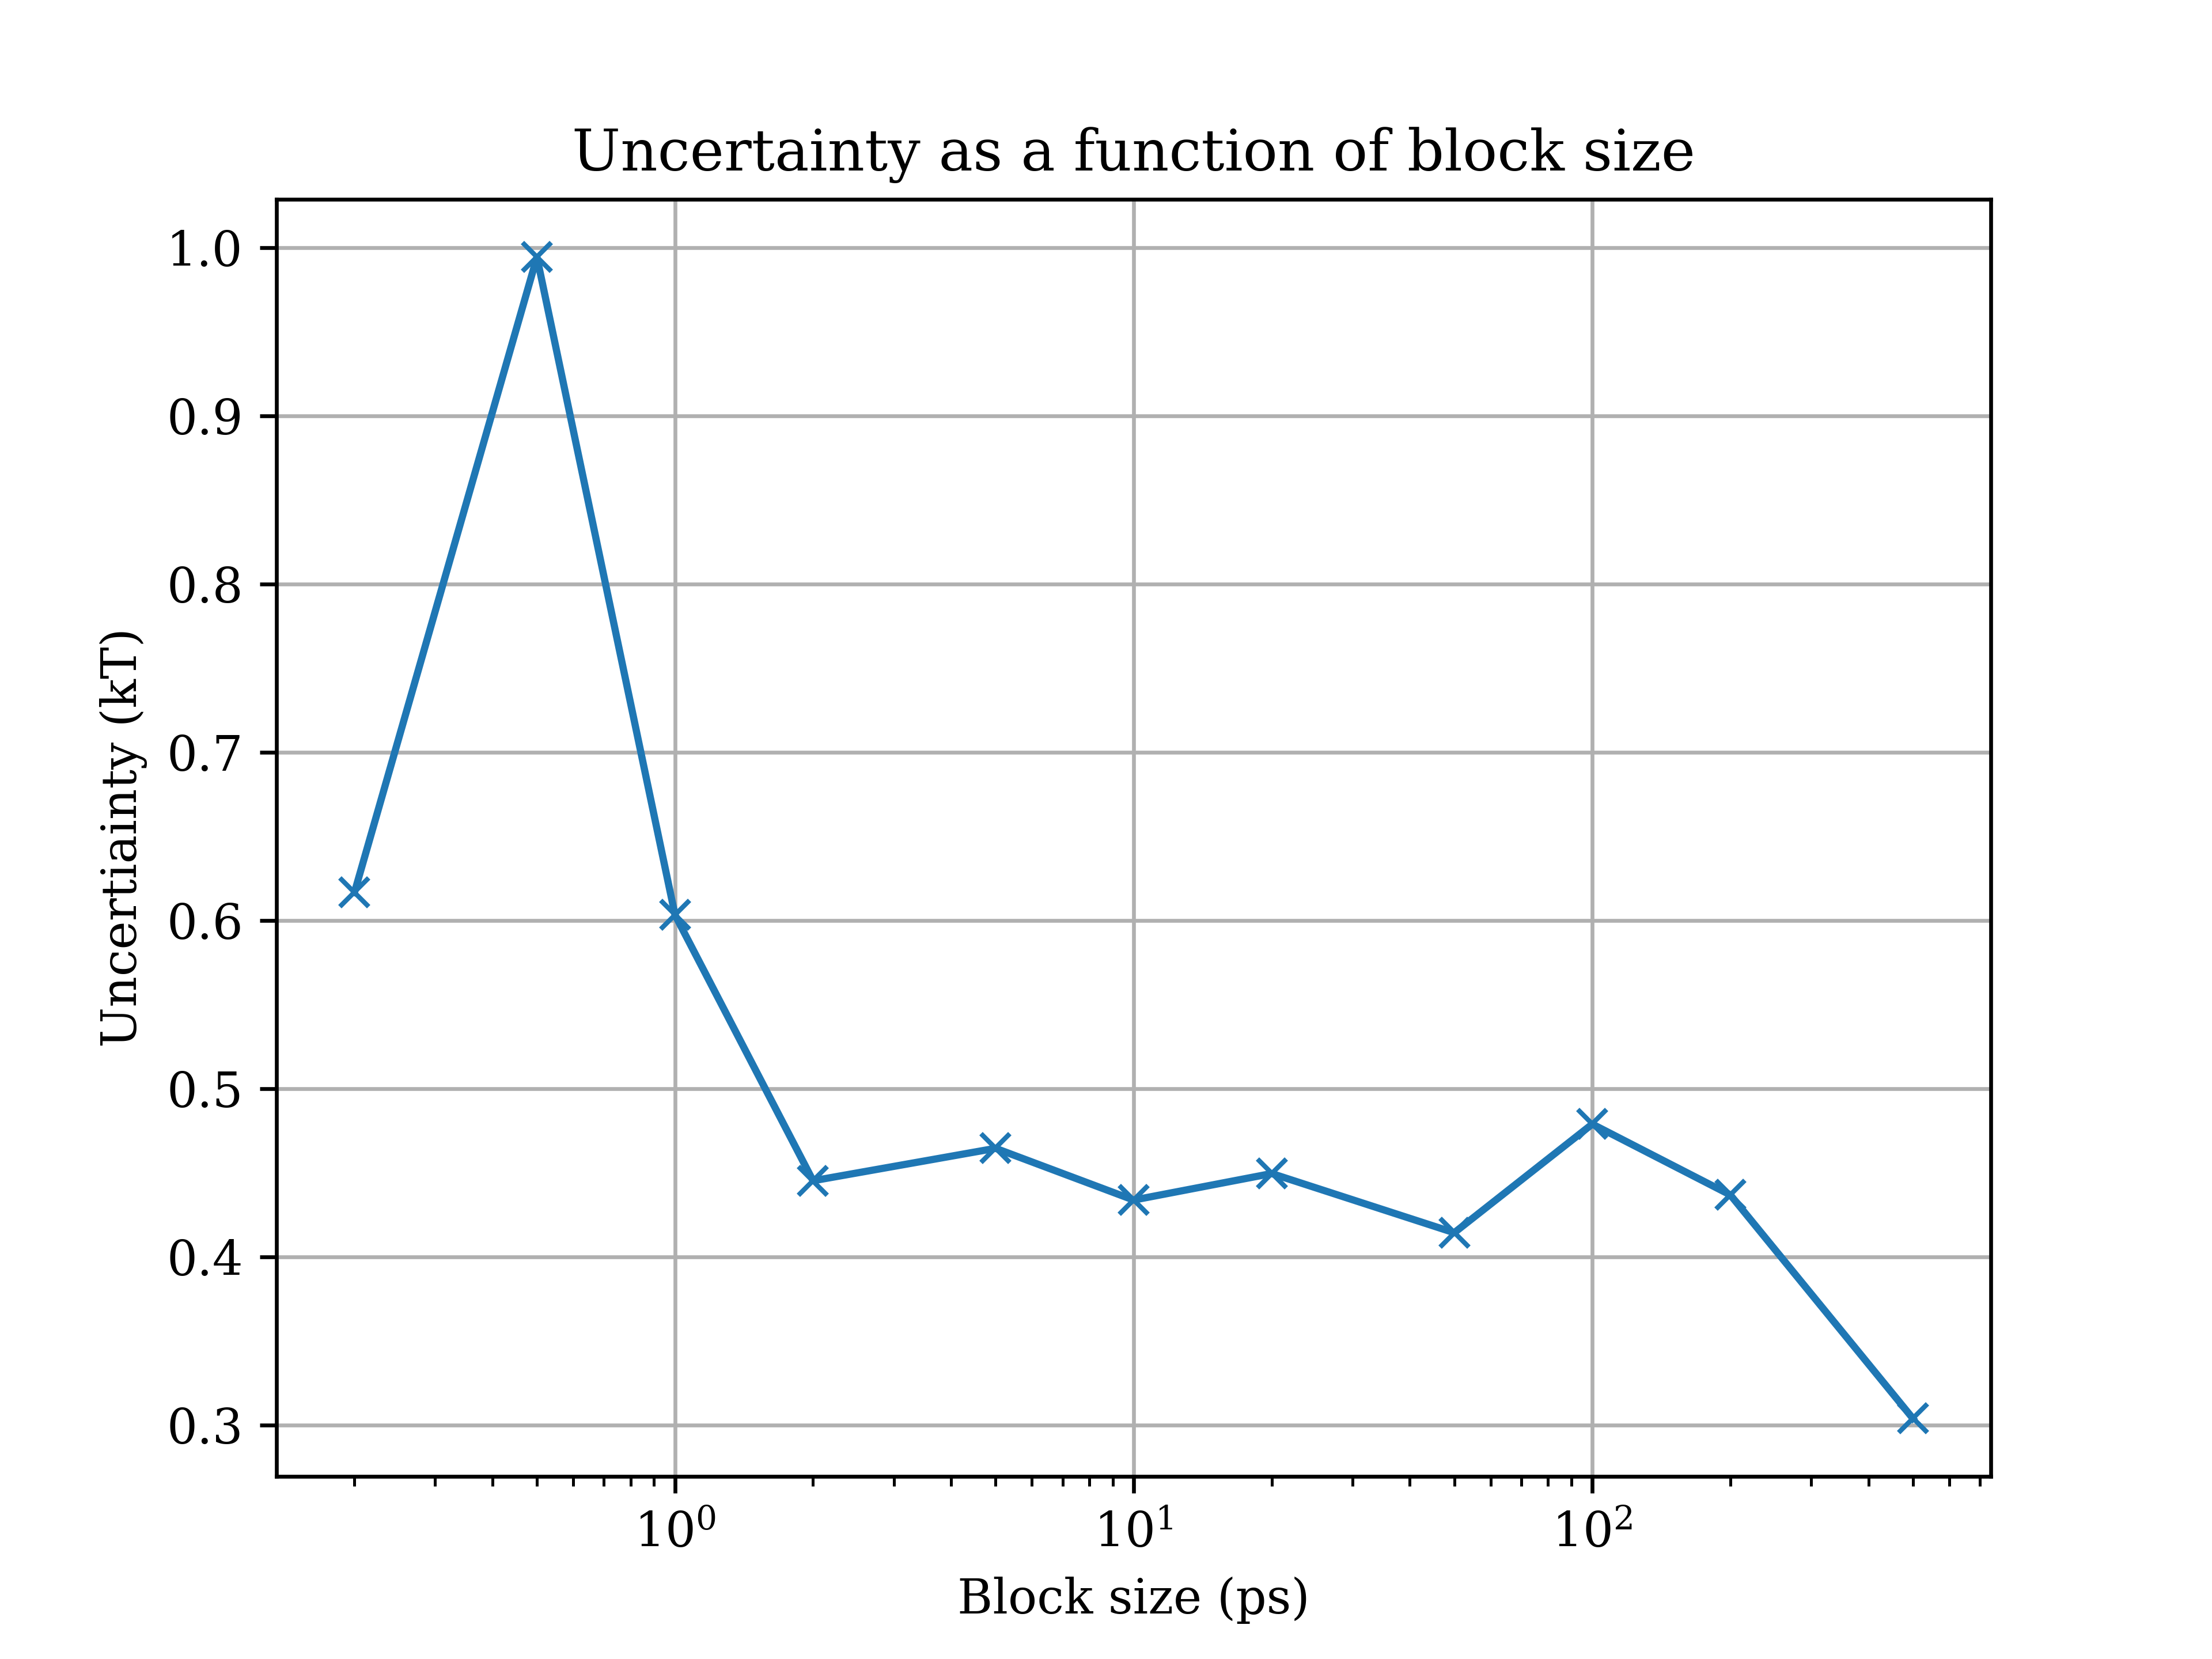 Uncertainty as a function of block size
1.0
0.9
0.8
0.7
0.6
0.5
0.4
0.3
Uncertiainty (kT)
10⁰ 10¹ 10²
Block size (ps)